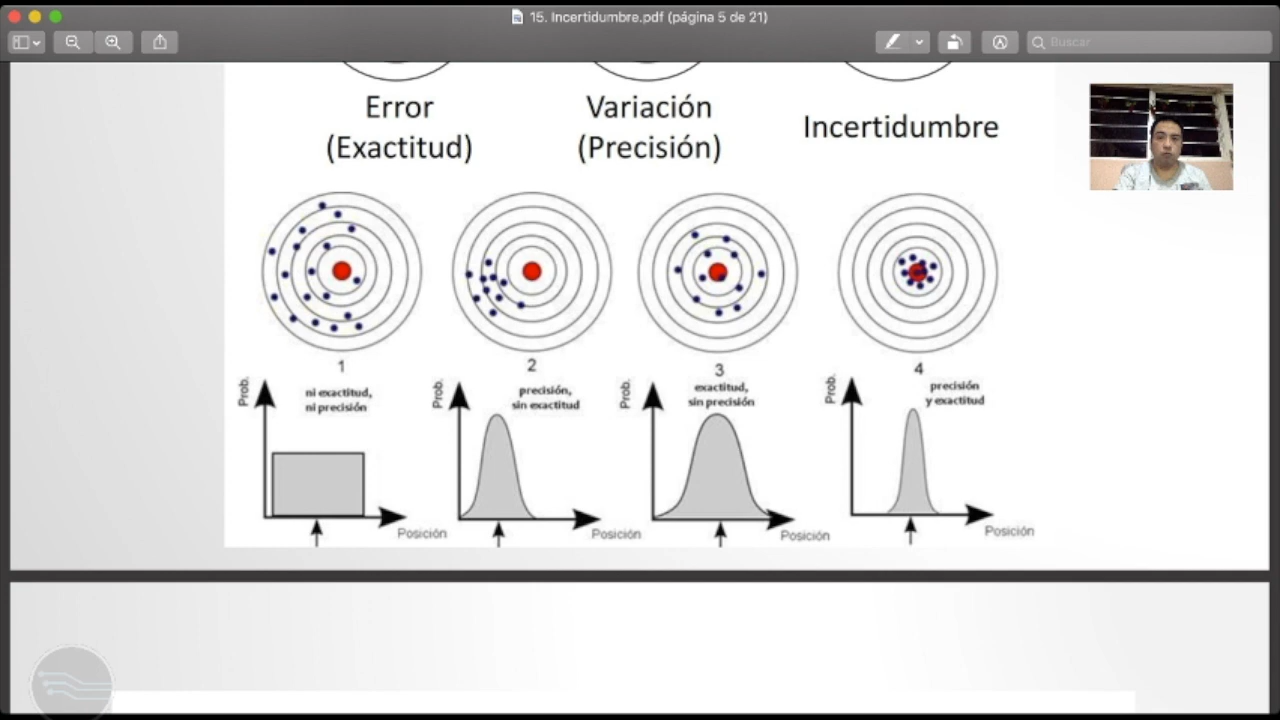 15. Incertidumbre.pdf (página 5 de 21)
Buscar
Error
(Exactitud)
Variación
(Precisión)
Incertidumbre
1
2
3
4
Prob.
ni exactitud,
ni precisión
Posición
Prob.
precisión,
sin exactitud
Posición
Prob.
exactitud,
sin precisión
Posición
Prob.
precisión
y exactitud
Posición